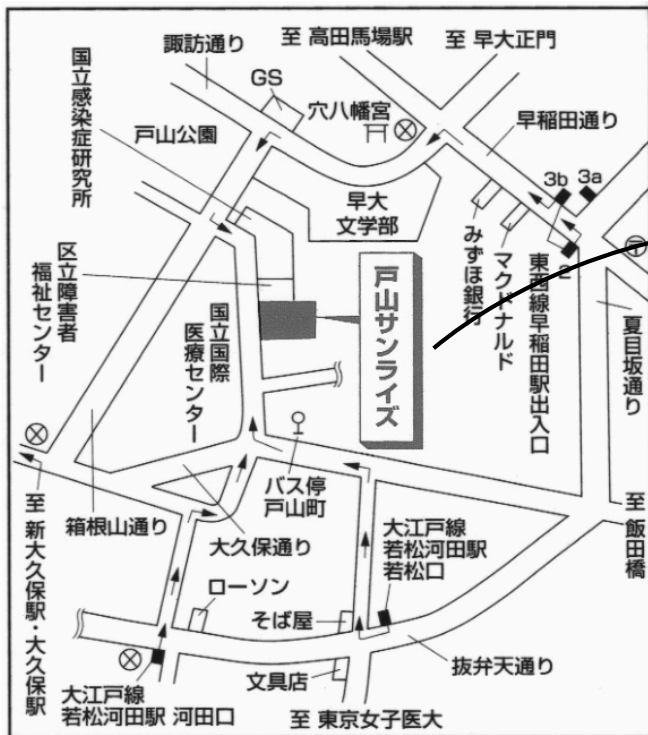 諏訪通り
至 高田馬場駅
至 早大正門
国立感染症研究所
GS
戸山公園
穴八幡宮
早稲田通り
3b
3a
早大
文学部
みずほ銀行
マクドナルド
2
東西線早稲田駅出入口
夏目坂通り
区立障害者
福祉センター
国立国際
医療センター
戸山サンライズ
バス停
戸山町
至 飯田橋
至 新大久保駅・大久保駅
箱根山通り
大久保通り
大江戸線
若松河田駅
若松口
ローソン
そば屋
抜弁天通り
文具店
大江戸線
若松河田駅 河田口
至 東京女子医大